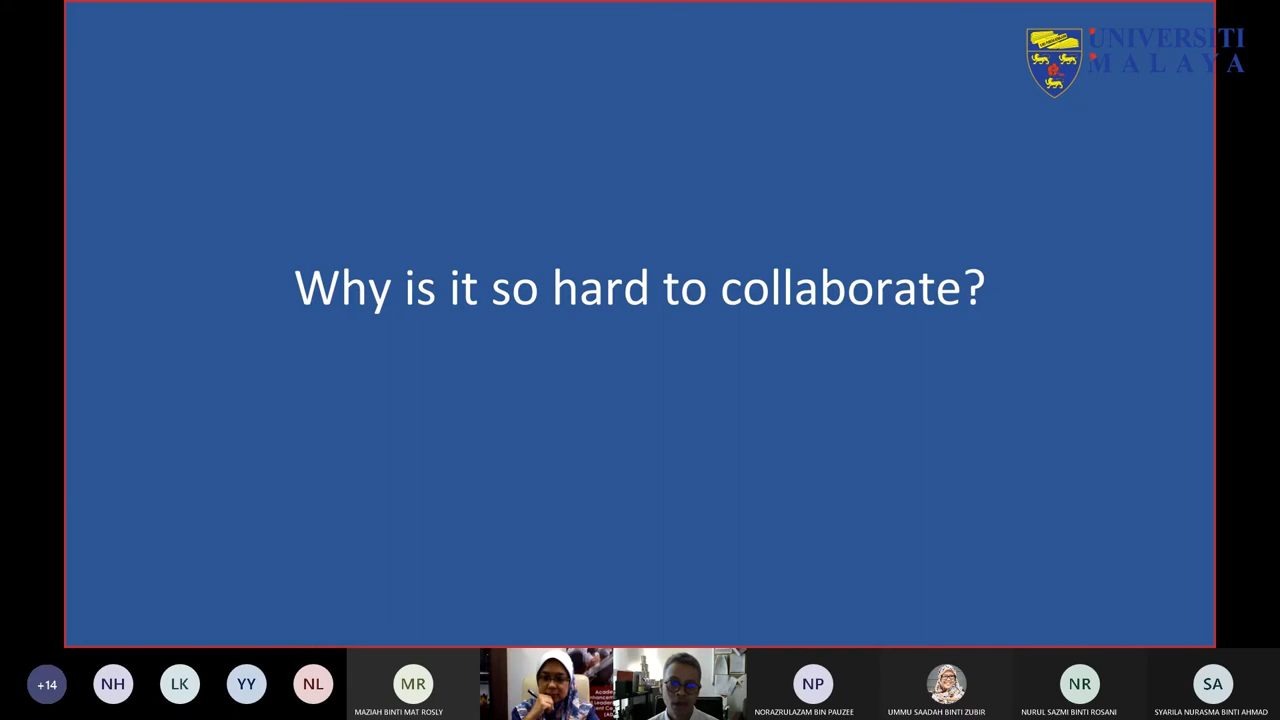 UNIVERSITI
MALAYA
Why is it so hard to collaborate?
+14
NH
LK
YY
NL
MR
MAZIAH BINTI MAT ROSLY
NP
NORAZRULAZAM BIN PAUZEE
UMMU SAADAH BINTI ZUBIR
NR
NURUL SAZMI BINTI ROSANI
SA
SYARILA NURASMA BINTI AHMAD